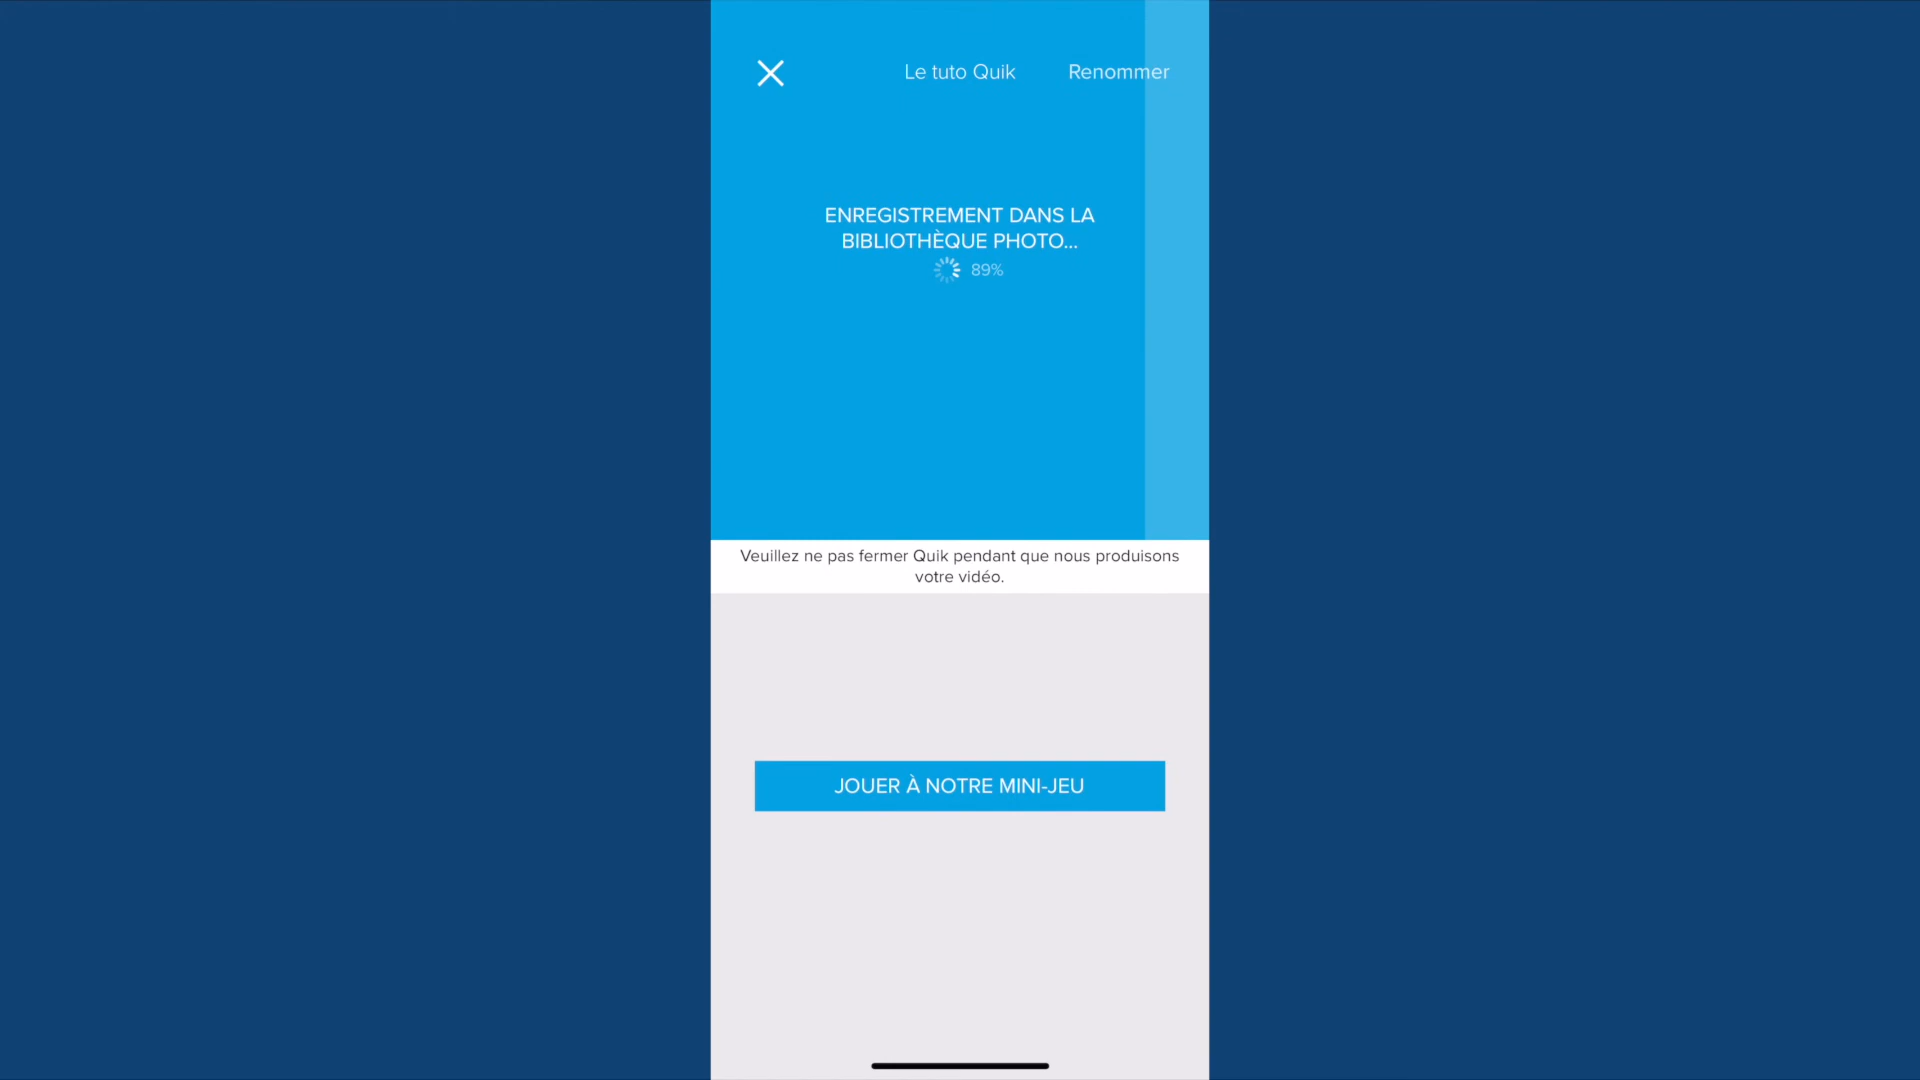 Le tuto Quik
Renommer
ENREGISTREMENT DANS LA
BIBLIOTHÈQUE PHOTO...
89%
Veuillez ne pas fermer Quik pendant que nous produisons
votre vidéo.
JOUER À NOTRE MINI-JEU